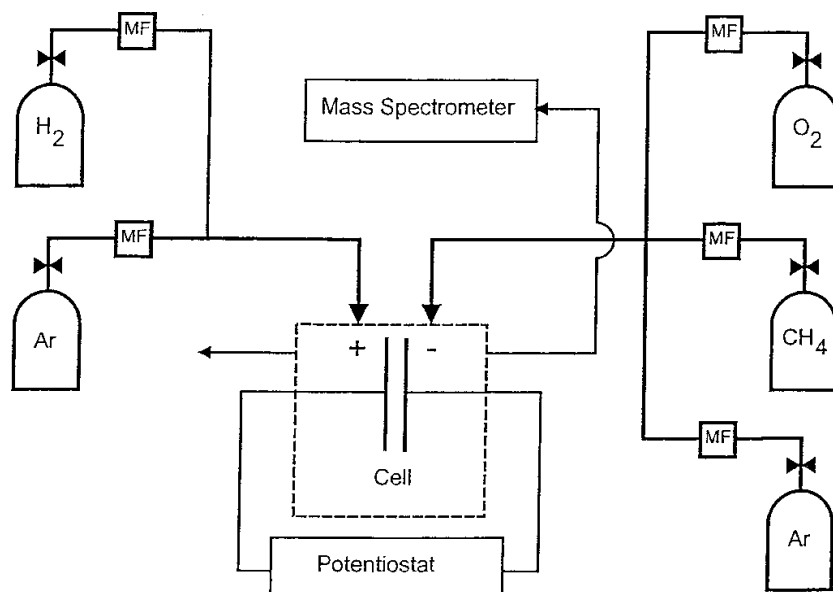 MF
MF
Mass Spectrometer
H2
O2
MF
MF
Ar
+
-
CH4
MF
Cell
Ar
Potentiostat